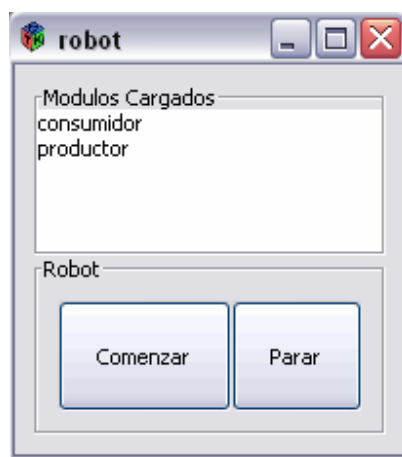 robot
Modulos Cargados
consumidor
productor
Robot
Comenzar Parar